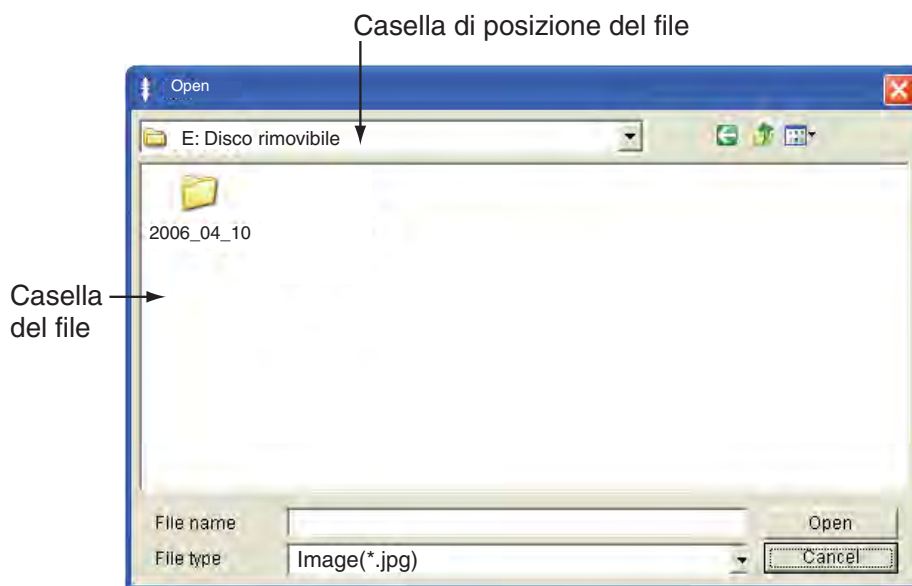 Casella di posizione del file
Open
E: Disco rimovibile
2006_04_10
Casella
del file
File name
Open
File type
Image(*.jpg)
Cancel